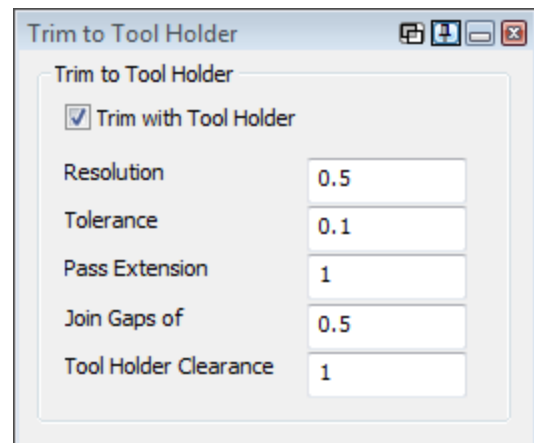 Trim to Tool Holder
Trim to Tool Holder
Trim with Tool Holder
Resolution 0.5
Tolerance 0.1
Pass Extension 1
Join Gaps of 0.5
Tool Holder Clearance 1